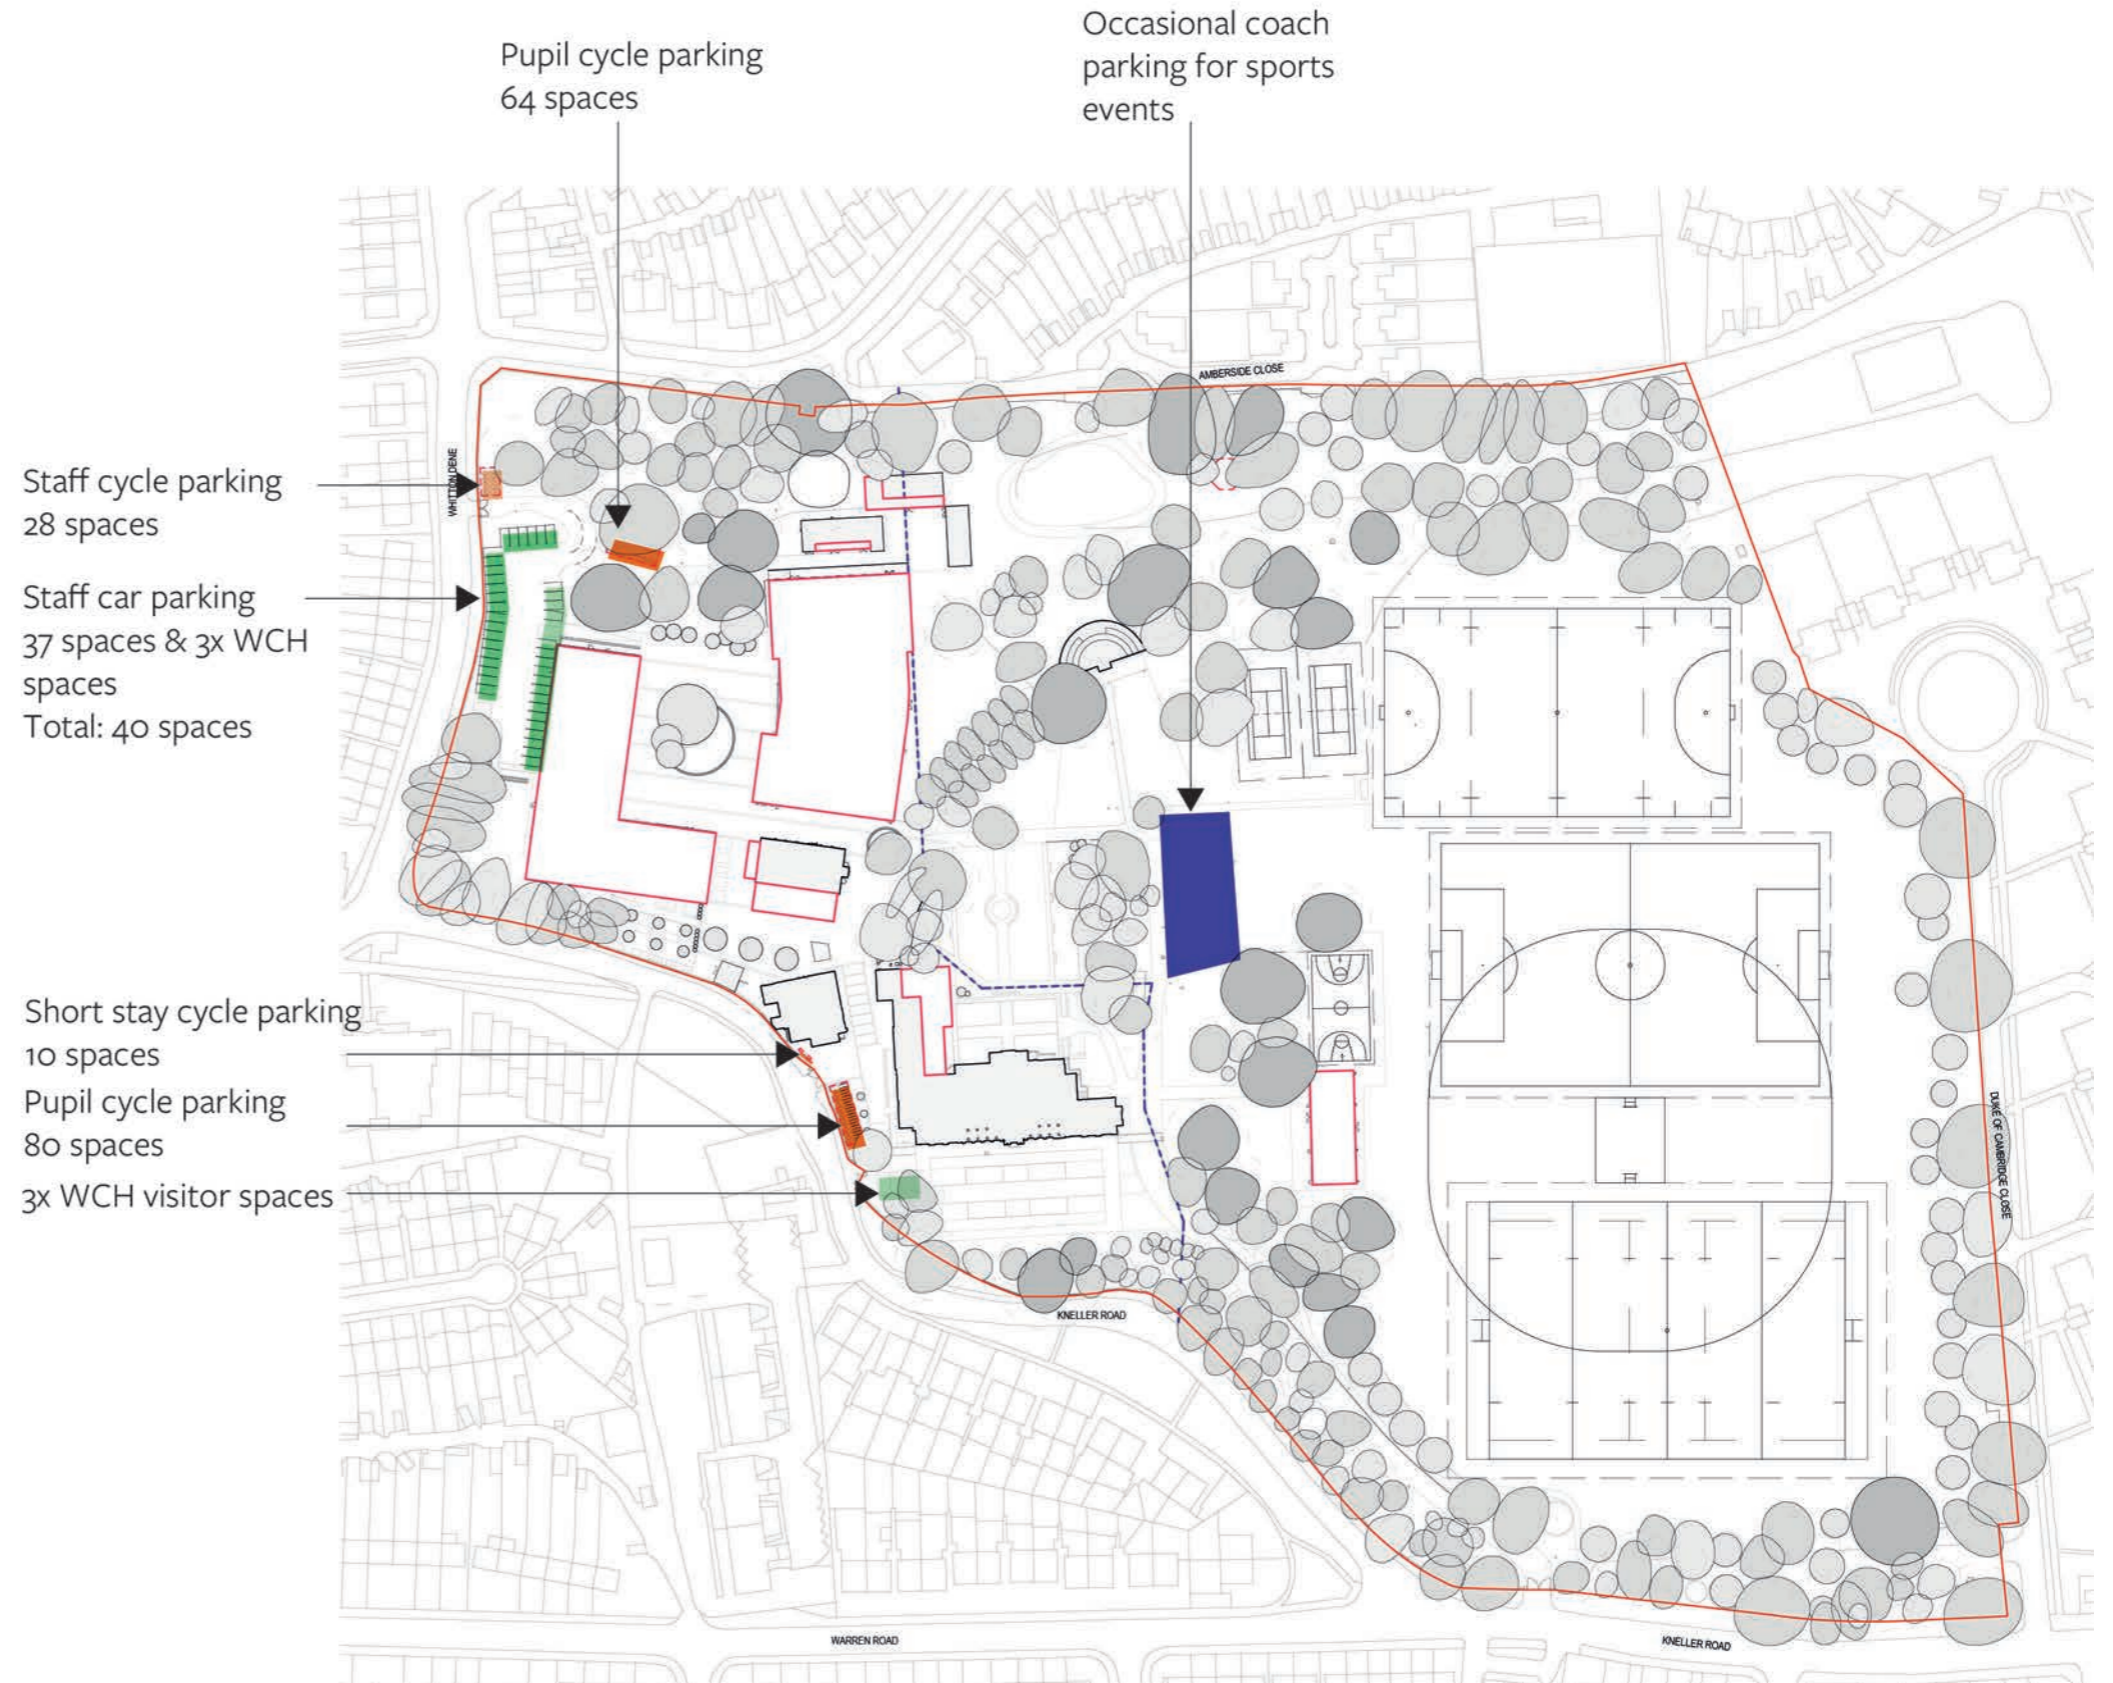 Occasional coach
parking for sports
events
Pupil cycle parking
64 spaces
AMBERSIDE CLOSE
WHITTON DENE
Staff cycle parking
28 spaces
Staff car parking
37 spaces & 3x WCH
spaces
Total: 40 spaces
Short stay cycle parking
10 spaces
Pupil cycle parking
80 spaces
3x WCH visitor spaces
DUKE OF CAMBRIDGE CLOSE
KNELLER ROAD
WARREN ROAD
KNELLER ROAD